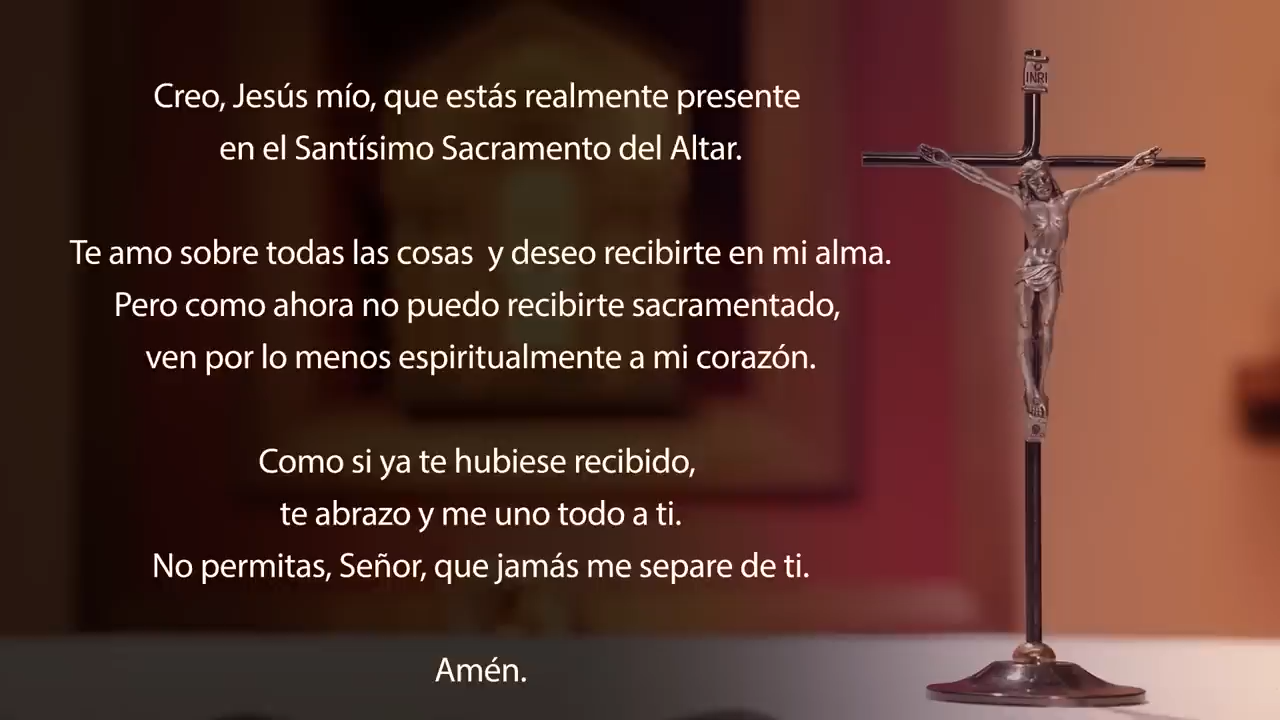 Creo, Jesús mío, que estás realmente presente
en el Santísimo Sacramento del Altar.
Te amo sobre todas las cosas  y deseo recibirte en mi alma.
Pero como ahora no puedo recibirte sacramentado,
ven por lo menos espiritualmente a mi corazón.
Como si ya te hubiese recibido,
te abrazo y me uno todo a ti.
No permitas, Señor, que jamás me separe de ti.
Amén.
INRI